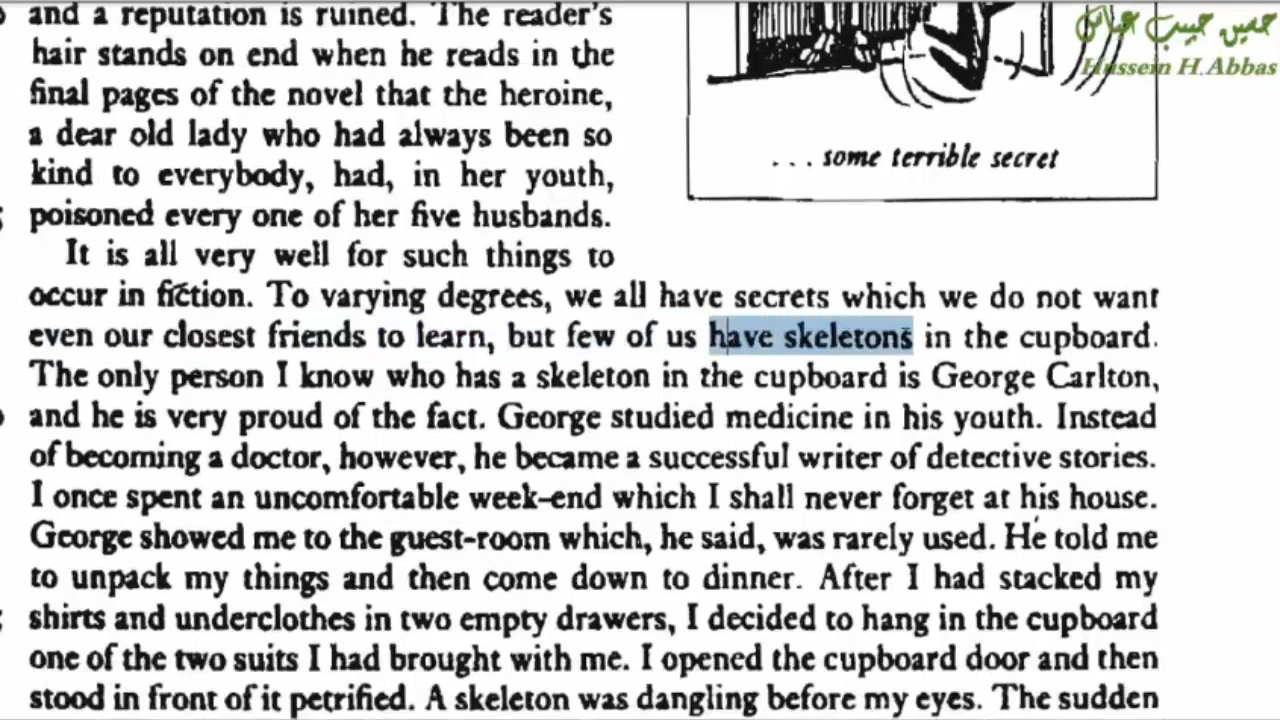 and a reputation is ruined. The reader's
hair stands on end when he reads in the
final pages of the novel that the heroine,
a dear old lady who had always been so
kind to everybody, had, in her youth,
poisoned every one of her five husbands.
It is all very well for such things to
occur in fiction. To varying degrees, we all have secrets which we do not want
even our closest friends to learn, but few of us have skeletons in the cupboard.
The only person I know who has a skeleton in the cupboard is George Carlton,
and he is very proud of the fact. George studied medicine in his youth. Instead
of becoming a doctor, however, he became a successful writer of detective stories.
I once spent an uncomfortable week-end which I shall never forget at his house.
George showed me to the guest-room which, he said, was rarely used. He told me
to unpack my things and then come down to dinner. After I had stacked my
shirts and underclothes in two empty drawers, I decided to hang in the cupboard
one of the two suits I had brought with me. I opened the cupboard door and then
stood in front of it petrified. A skeleton was dangling before my eyes. The sudden
... some terrible secret
حسين حبيب عباس
Hussein H.Abbas